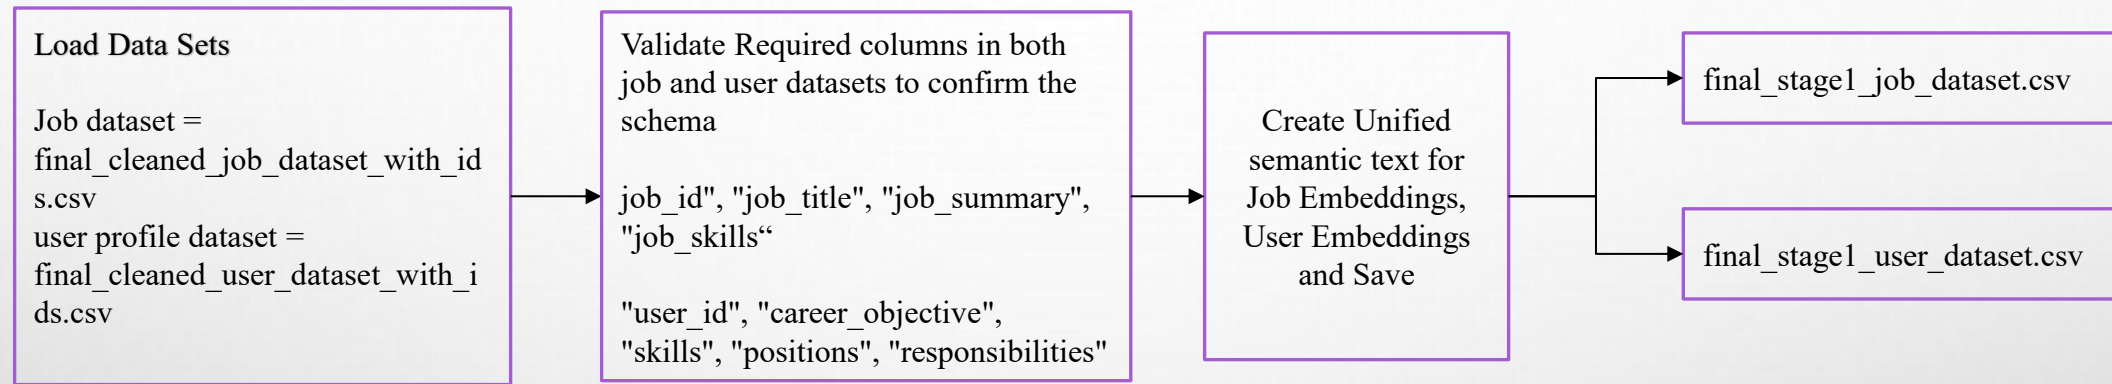 Load Data Sets
Job dataset =
final_cleaned_job_dataset_with_id
s.csv
user profile dataset =
final_cleaned_user_dataset_with_i
ds.csv
Validate Required columns in both
job and user datasets to confirm the
schema
job_id", "job_title", "job_summary",
"job_skills“
"user_id", "career_objective",
"skills", "positions", "responsibilities"
Create Unified
semantic text for
Job Embeddings,
User Embeddings
and Save
final_stage1_job_dataset.csv
final_stage1_user_dataset.csv